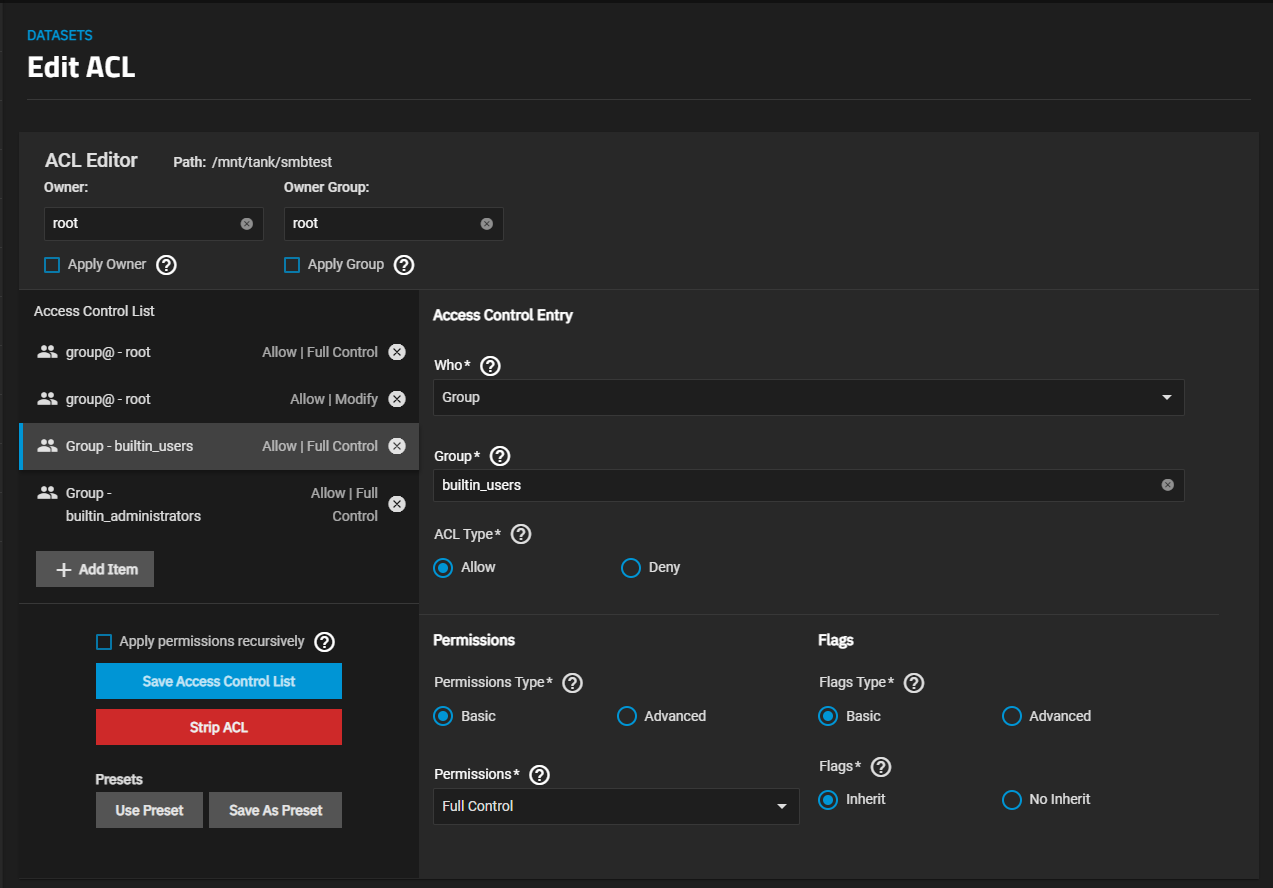 DATASETS
Edit ACL
ACL Editor Path: /mnt/tank/smbtest
Owner: Owner Group:
root root
Apply Owner Apply Group
Access Control List
group@ - root Allow | Full Control
group@ - root Allow | Modify
Group - builtin_users Allow | Full Control
Group - Allow | Full
builtin_administrators Control
Add Item
Apply permissions recursively
Save Access Control List
Strip ACL
Presets
Use Preset Save As Preset
Access Control Entry
Who*
Group
Group*
builtin_users
ACL Type*
Allow Deny
Permissions Flags
Permissions Type* Flags Type*
Basic Advanced Basic Advanced
Permissions* Flags*
Full Control Inherit No Inherit